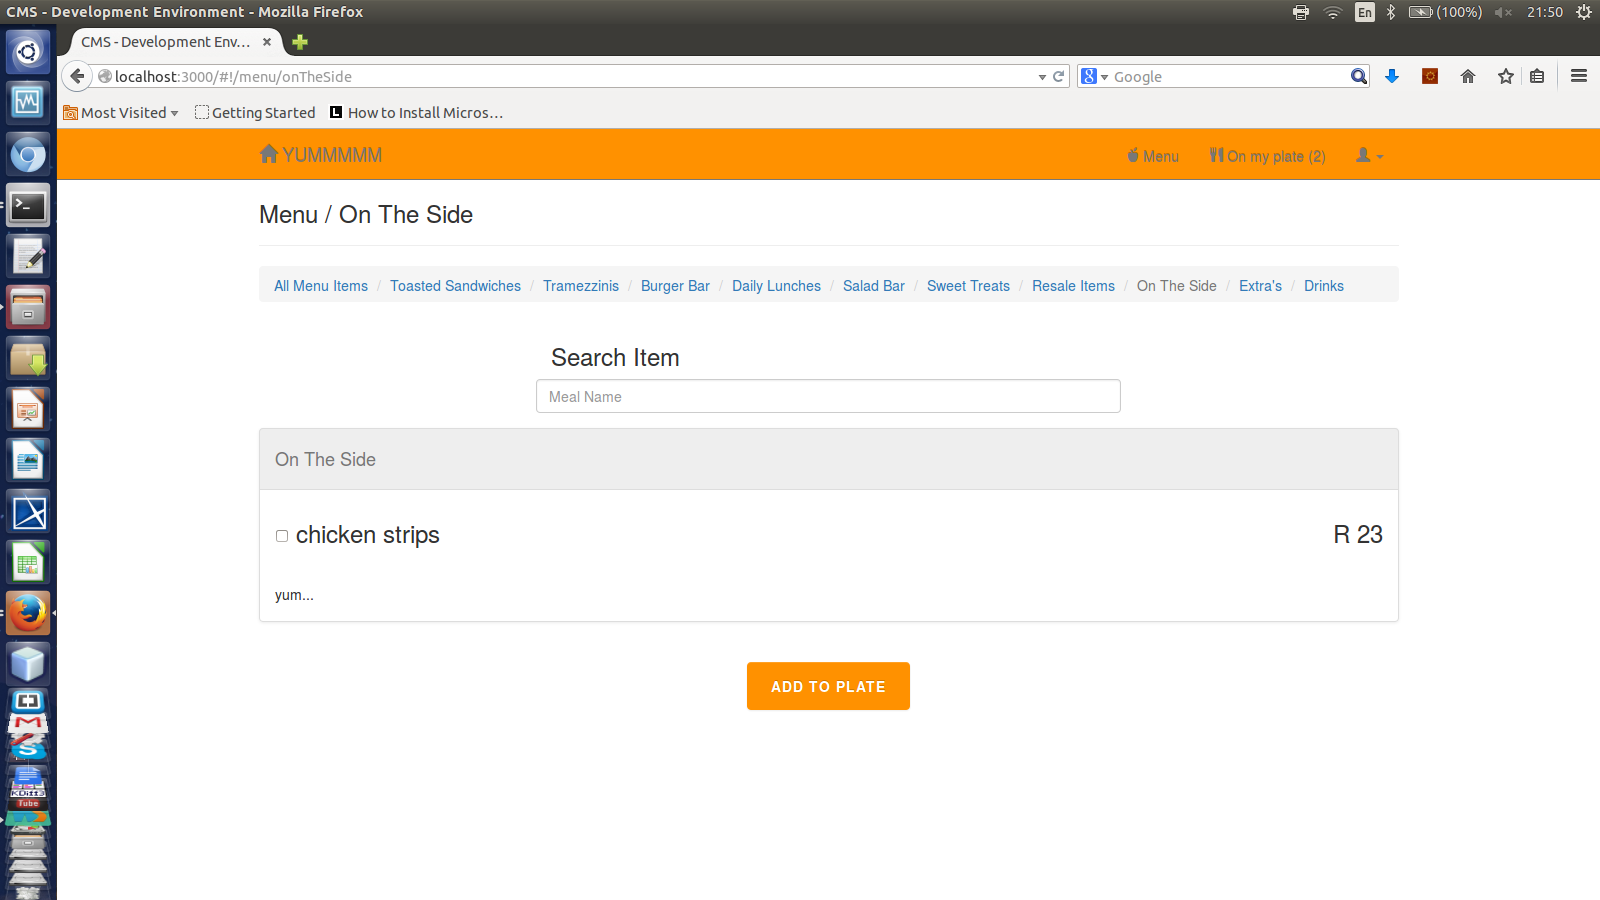 CMS - Development Environment - Mozilla Firefox
En
(100%)
21:50
CMS - Development Env...
localhost:3000/#!/menu/onTheSide
8
Google
Most Visited
Getting Started
L
How to Install Micros...
YUMMMMM
Menu
On my plate (2)
Menu / On The Side
All Menu Items / Toasted Sandwiches / Tramezzinis / Burger Bar / Daily Lunches / Salad Bar / Sweet Treats / Resale Items / On The Side / Extra's / Drinks
Search Item
Meal Name
On The Side
chicken strips
R 23
yum...
ADD TO PLATE
>_
M
S
KDiff3
Tube